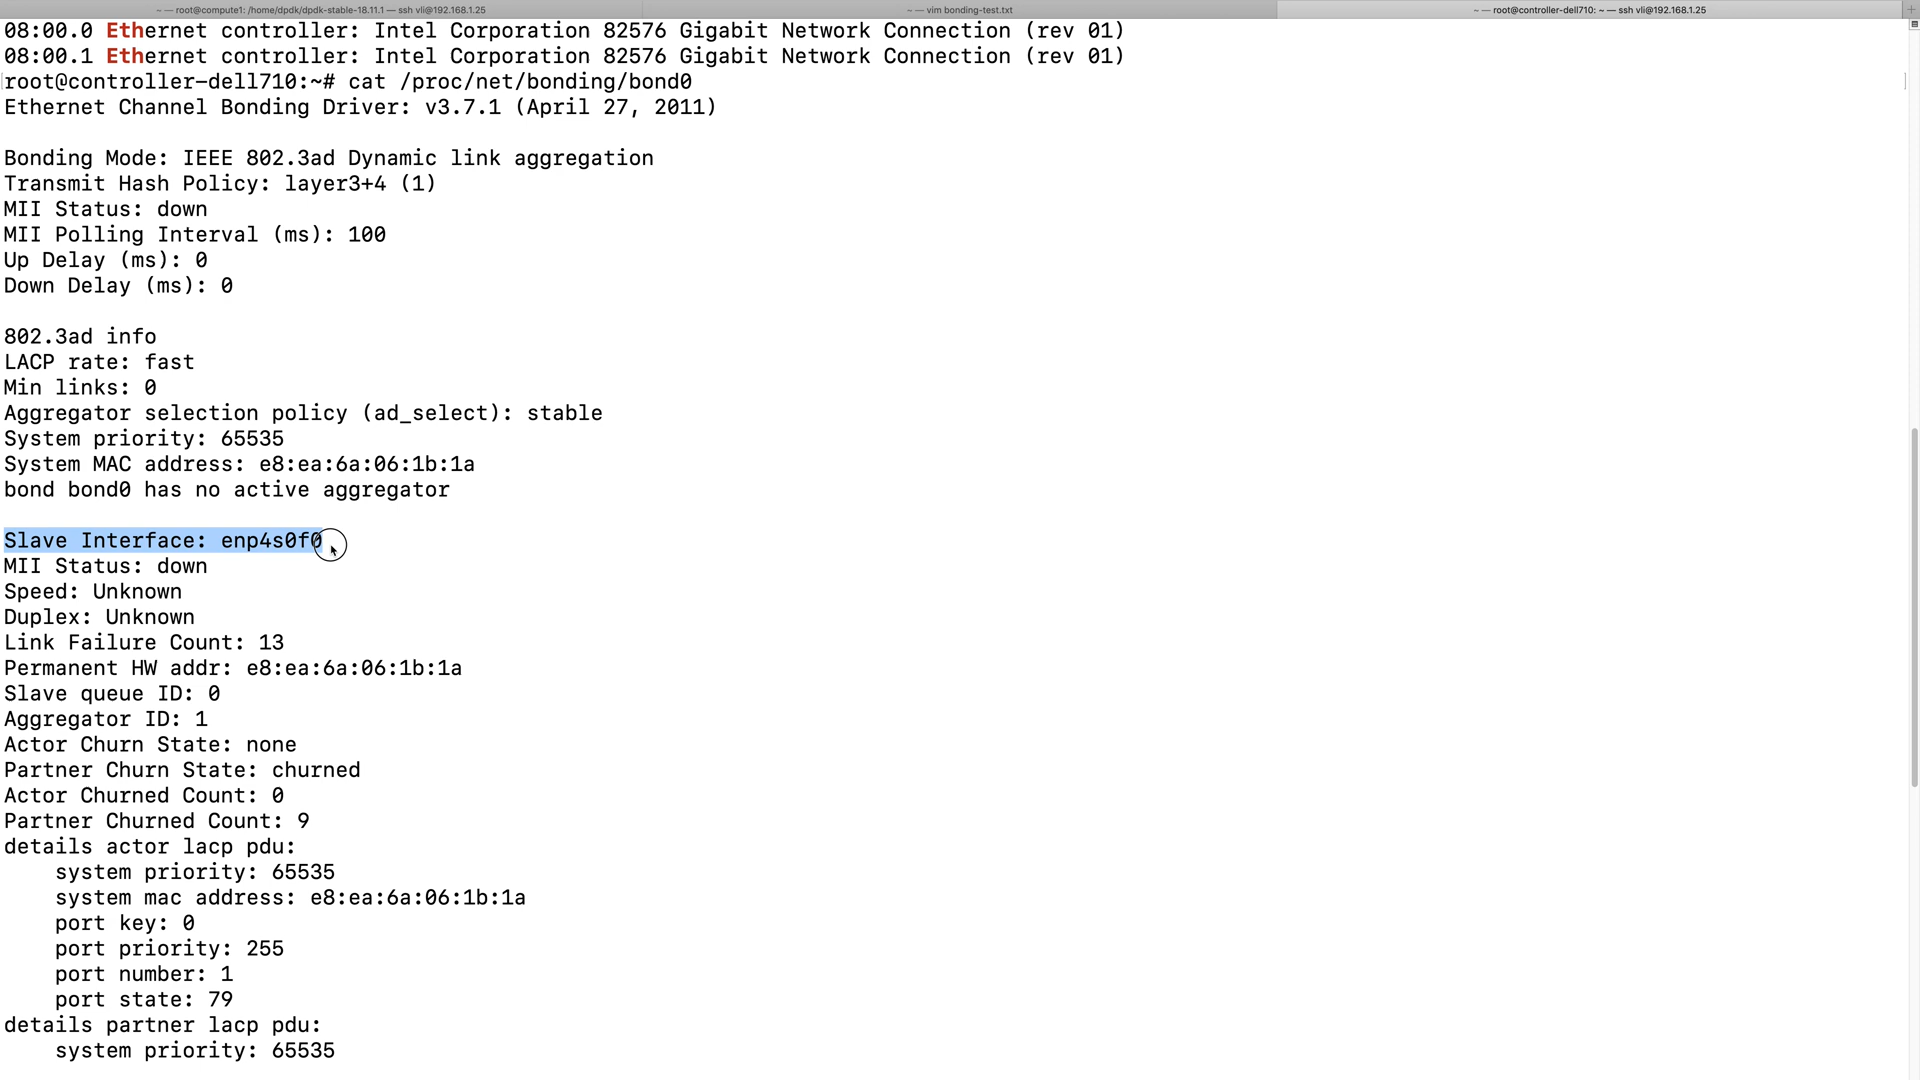 ~ — root@compute1: /home/dpdk/dpdk-stable-18.11.1 — ssh vli@192.168.1.25
~ — vim bonding-test.txt
~ — root@controller-dell710: ~ — ssh vli@192.168.1.25
08:00.0 Ethernet controller: Intel Corporation 82576 Gigabit Network Connection (rev 01)
08:00.1 Ethernet controller: Intel Corporation 82576 Gigabit Network Connection (rev 01)
root@controller-dell710:~# cat /proc/net/bonding/bond0
Ethernet Channel Bonding Driver: v3.7.1 (April 27, 2011)
Bonding Mode: IEEE 802.3ad Dynamic link aggregation
Transmit Hash Policy: layer3+4 (1)
MII Status: down
MII Polling Interval (ms): 100
Up Delay (ms): 0
Down Delay (ms): 0
802.3ad info
LACP rate: fast
Min links: 0
Aggregator selection policy (ad_select): stable
System priority: 65535
System MAC address: e8:ea:6a:06:1b:1a
bond bond0 has no active aggregator
Slave Interface: enp4s0f0
MII Status: down
Speed: Unknown
Duplex: Unknown
Link Failure Count: 13
Permanent HW addr: e8:ea:6a:06:1b:1a
Slave queue ID: 0
Aggregator ID: 1
Actor Churn State: none
Partner Churn State: churned
Actor Churned Count: 0
Partner Churned Count: 9
details actor lacp pdu:
system priority: 65535
system mac address: e8:ea:6a:06:1b:1a
port key: 0
port priority: 255
port number: 1
port state: 79
details partner lacp pdu:
system priority: 65535